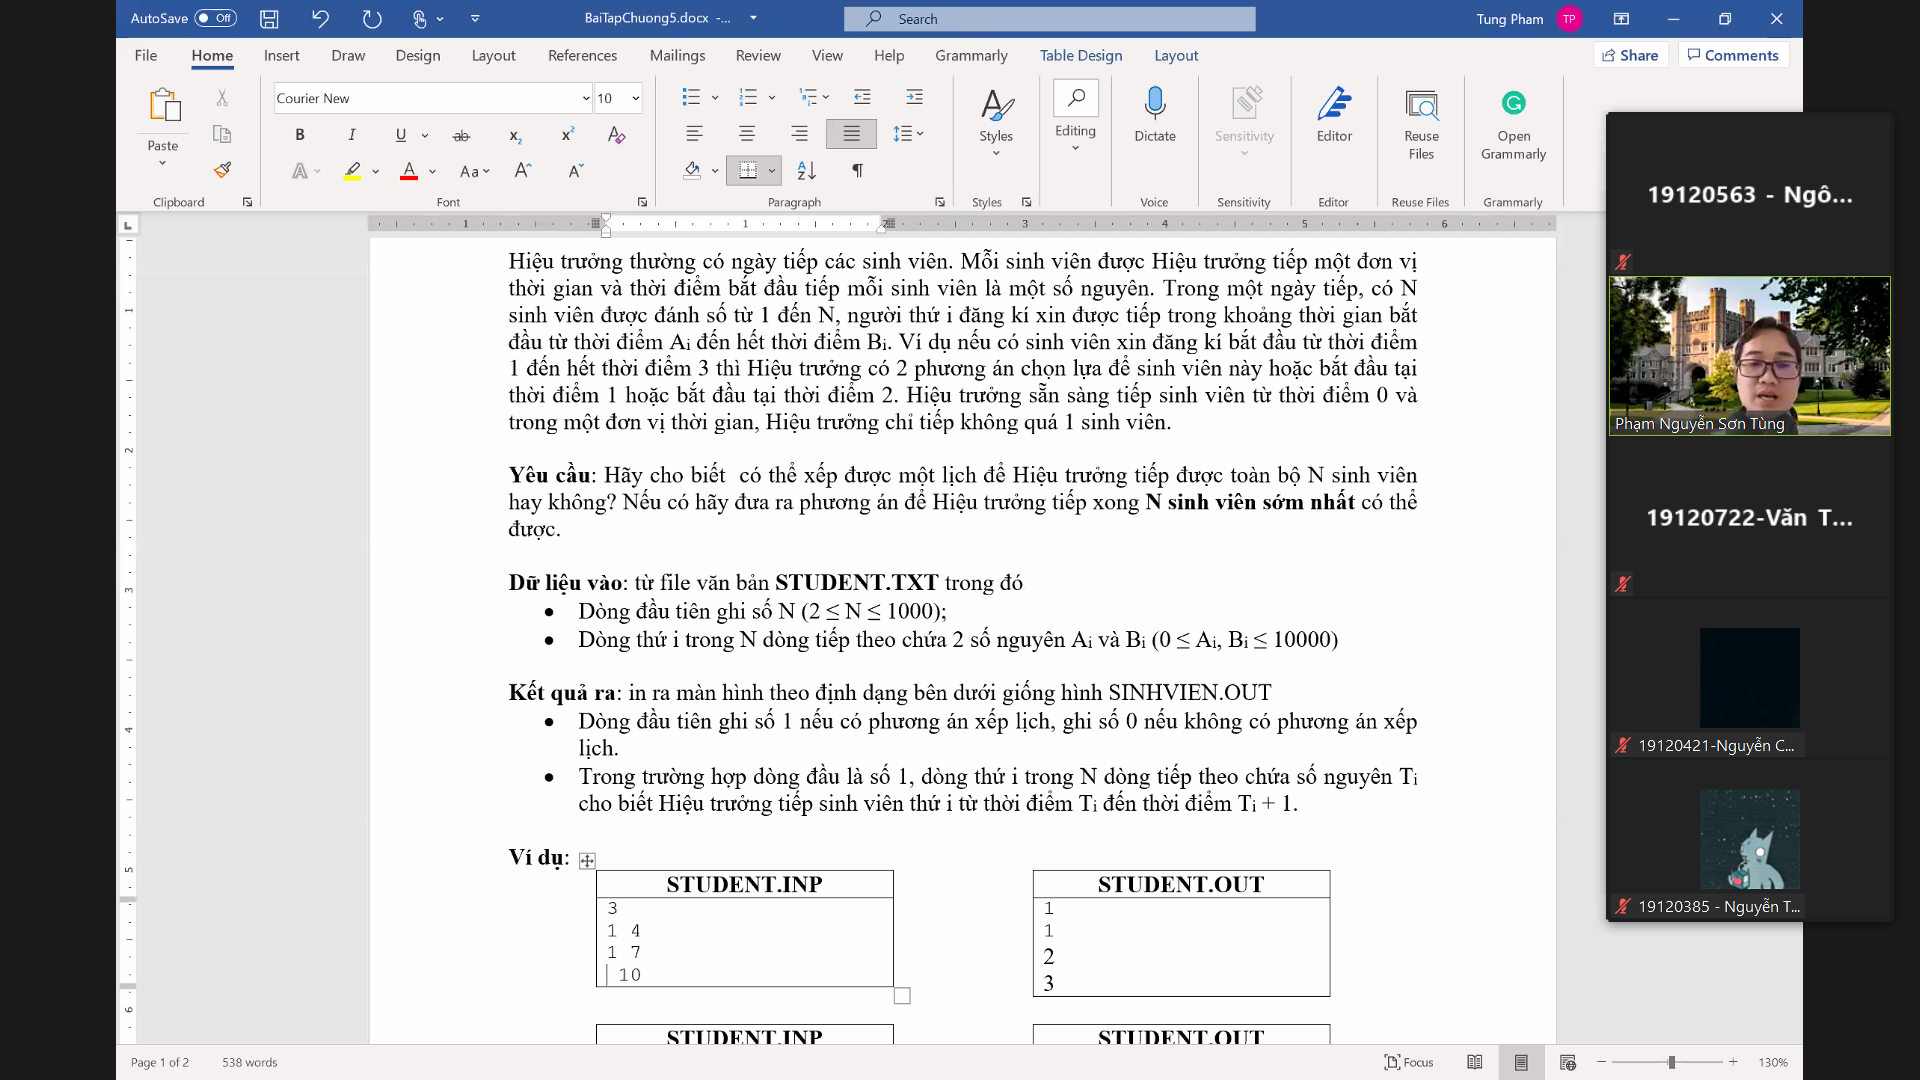 AutoSave Off
BaiTapChuong5.docx -...
Search
Tung Pham TP
File Home Insert Draw Design Layout References Mailings Review View Help Grammarly Table Design Layout
Share Comments
Paste
Clipboard
Courier New 10
Font
Paragraph
Styles
Styles
Editing
Dictate
Voice
Sensitivity
Sensitivity
Editor
Editor
Reuse Files
Reuse Files
Open Grammarly
Grammarly
Hiệu trưởng thường có ngày tiếp các sinh viên. Mỗi sinh viên được Hiệu trưởng tiếp một đơn vị
thời gian và thời điểm bắt đầu tiếp mỗi sinh viên là một số nguyên. Trong một ngày tiếp, có N
sinh viên được đánh số từ 1 đến N, người thứ i đăng kí xin được tiếp trong khoảng thời gian bắt
đầu từ thời điểm Ai đến hết thời điểm Bi. Ví dụ nếu có sinh viên xin đăng kí bắt đầu từ thời điểm
1 đến hết thời điểm 3 thì Hiệu trưởng có 2 phương án chọn lựa để sinh viên này hoặc bắt đầu tại
thời điểm 1 hoặc bắt đầu tại thời điểm 2. Hiệu trưởng sẵn sàng tiếp sinh viên từ thời điểm 0 và
trong một đơn vị thời gian, Hiệu trưởng chỉ tiếp không quá 1 sinh viên.
Yêu cầu: Hãy cho biết có thể xếp được một lịch để Hiệu trưởng tiếp được toàn bộ N sinh viên
hay không? Nếu có hãy đưa ra phương án để Hiệu trưởng tiếp xong N sinh viên sớm nhất có thể
được.
Dữ liệu vào: từ file văn bản STUDENT.TXT trong đó
• Dòng đầu tiên ghi số N (2 ≤ N ≤ 1000);
• Dòng thứ i trong N dòng tiếp theo chứa 2 số nguyên Ai và Bi (0 ≤ Ai, Bi ≤ 10000)
Kết quả ra: in ra màn hình theo định dạng bên dưới giống hình SINHVIEN.OUT
• Dòng đầu tiên ghi số 1 nếu có phương án xếp lịch, ghi số 0 nếu không có phương án xếp
lịch.
• Trong trường hợp dòng đầu là số 1, dòng thứ i trong N dòng tiếp theo chứa số nguyên Ti
cho biết Hiệu trưởng tiếp sinh viên thứ i từ thời điểm Ti đến thời điểm Ti + 1.
Ví dụ:
STUDENT.INP
3
1 4
1 7
10
STUDENT.OUT
1
1
2
3
STUDENT.INP
STUDENT.OUT
Page 1 of 2 538 words
Focus
130%
19120563 - Ngô...
Phạm Nguyễn Sơn Tùng
19120722-Văn T...
19120421-Nguyễn C...
19120385 - Nguyễn T...